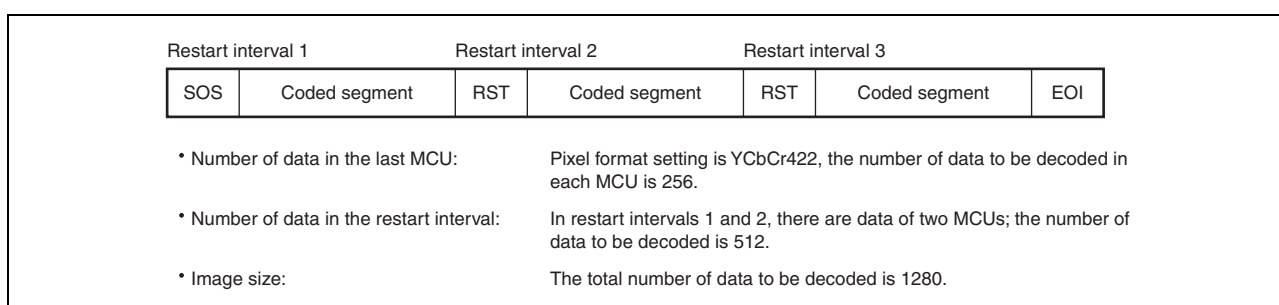 Restart interval 1 Restart interval 2 Restart interval 3
SOS Coded segment RST Coded segment RST Coded segment EOI
• Number of data in the last MCU: Pixel format setting is YCbCr422, the number of data to be decoded in
each MCU is 256.
• Number of data in the restart interval: In restart intervals 1 and 2, there are data of two MCUs; the number of
data to be decoded is 512.
• Image size: The total number of data to be decoded is 1280.